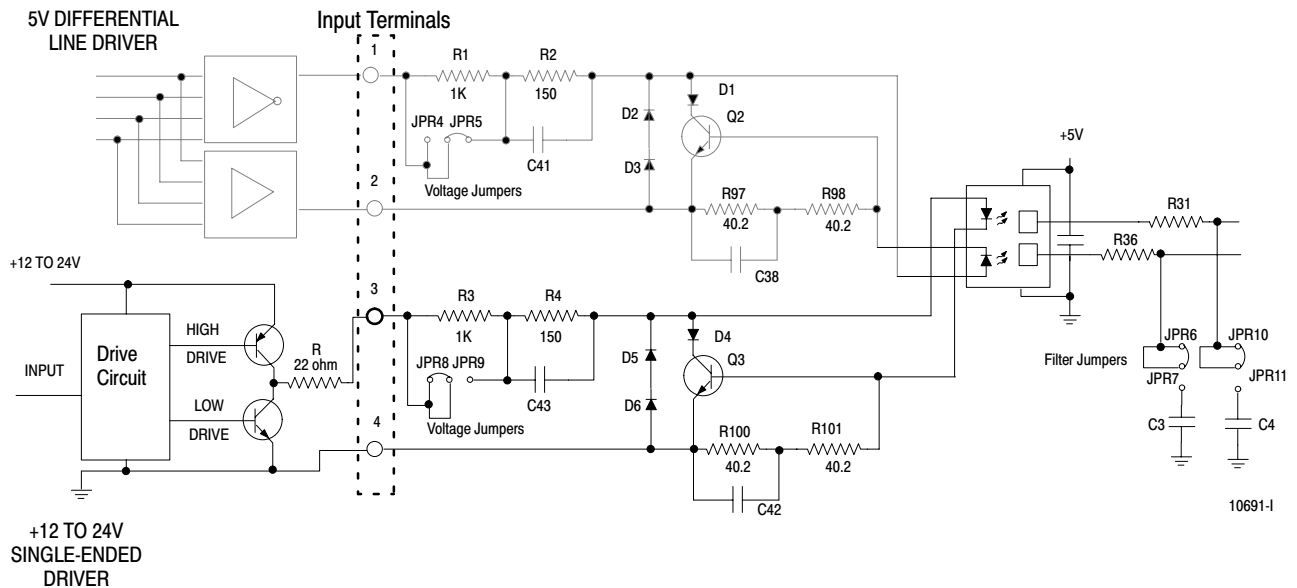 5V DIFFERENTIAL
LINE DRIVER
Input Terminals
1
R1
1K
R2
150
JPR4 JPR5
C41
Voltage Jumpers
D1
D2
Q2
D3
2
R97
40.2
R98
40.2
C38
+5V
R31
R36
+12 TO 24V
3
R3
1K
R4
150
D4
INPUT
Drive
Circuit
HIGH
DRIVE
R
22 ohm
JPR8 JPR9
C43
D5
Q3
D6
Filter Jumpers
JPR6
JPR10
JPR7
JPR11
LOW
DRIVE
4
Voltage Jumpers
R100
40.2
R101
40.2
C42
C3
C4
10691-I
+12 TO 24V
SINGLE-ENDED
DRIVER